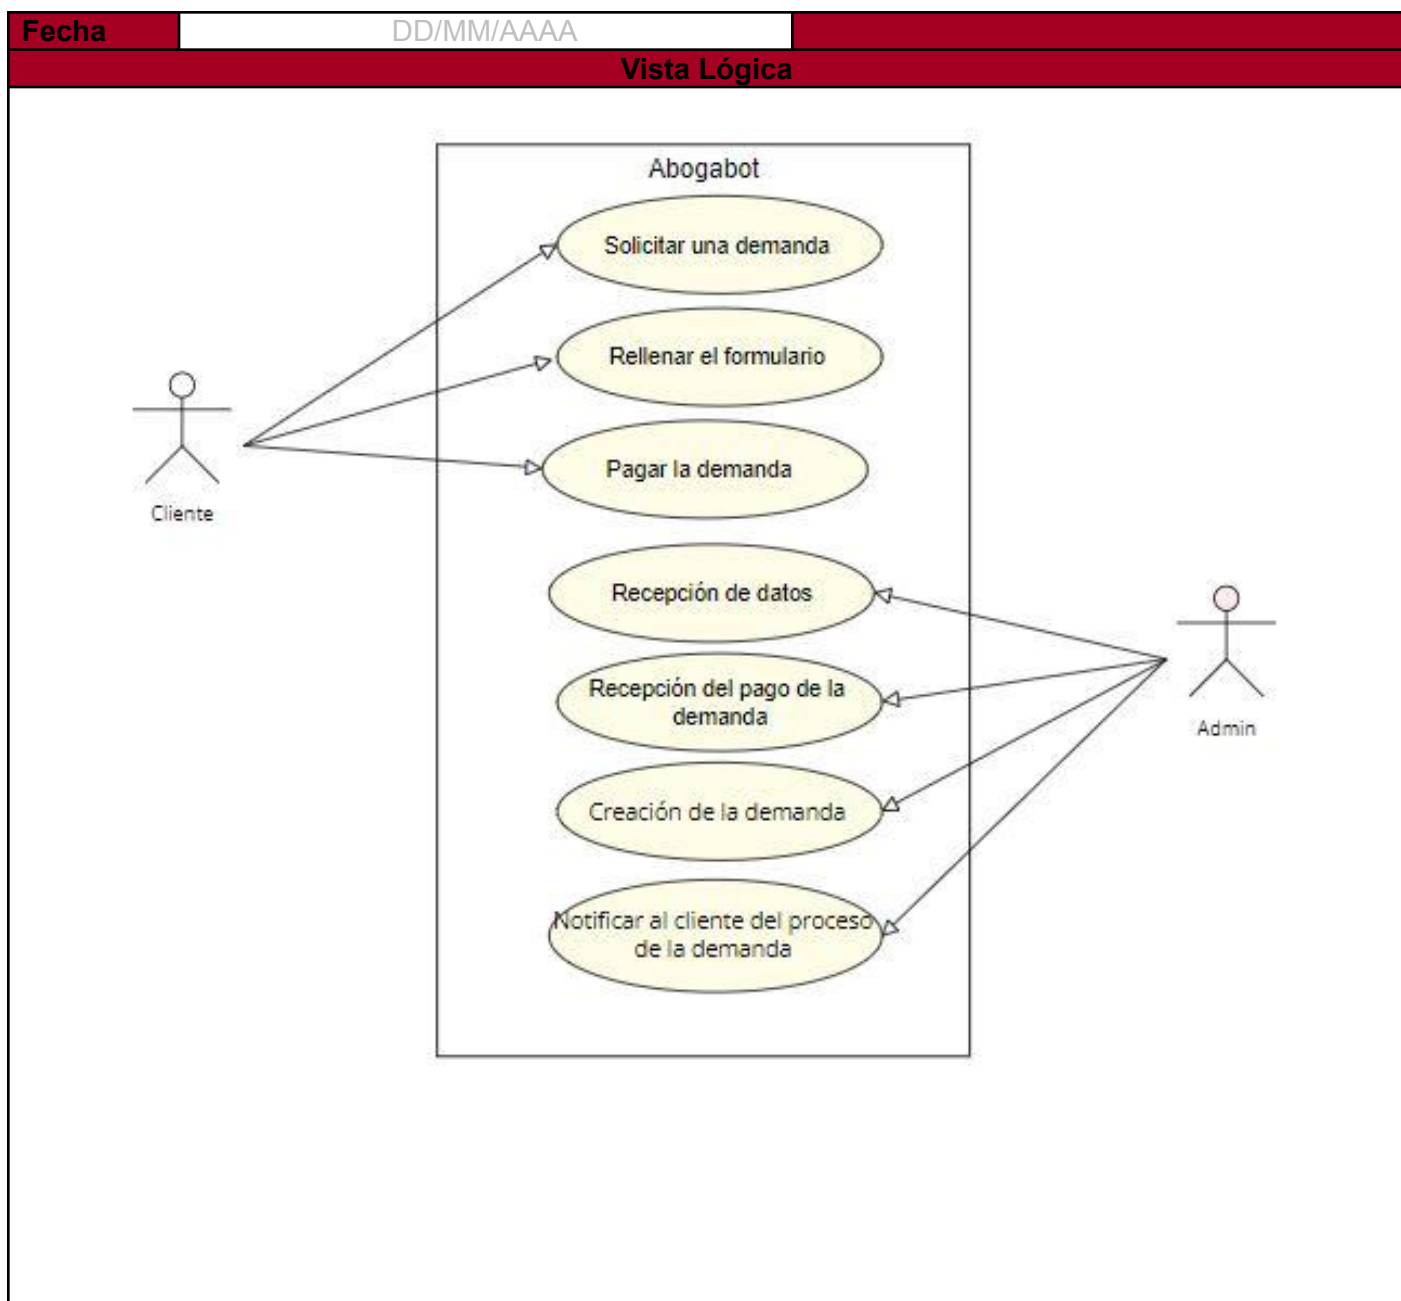 Fecha
DD/MM/AAAA
Vista Lógica
Abogabot
Solicitar una demanda
Rellenar el formulario
Pagar la demanda
Cliente
Recepción de datos
Recepción del pago de la
demanda
Admin
Creación de la demanda
Notificar al cliente del proceso
de la demanda